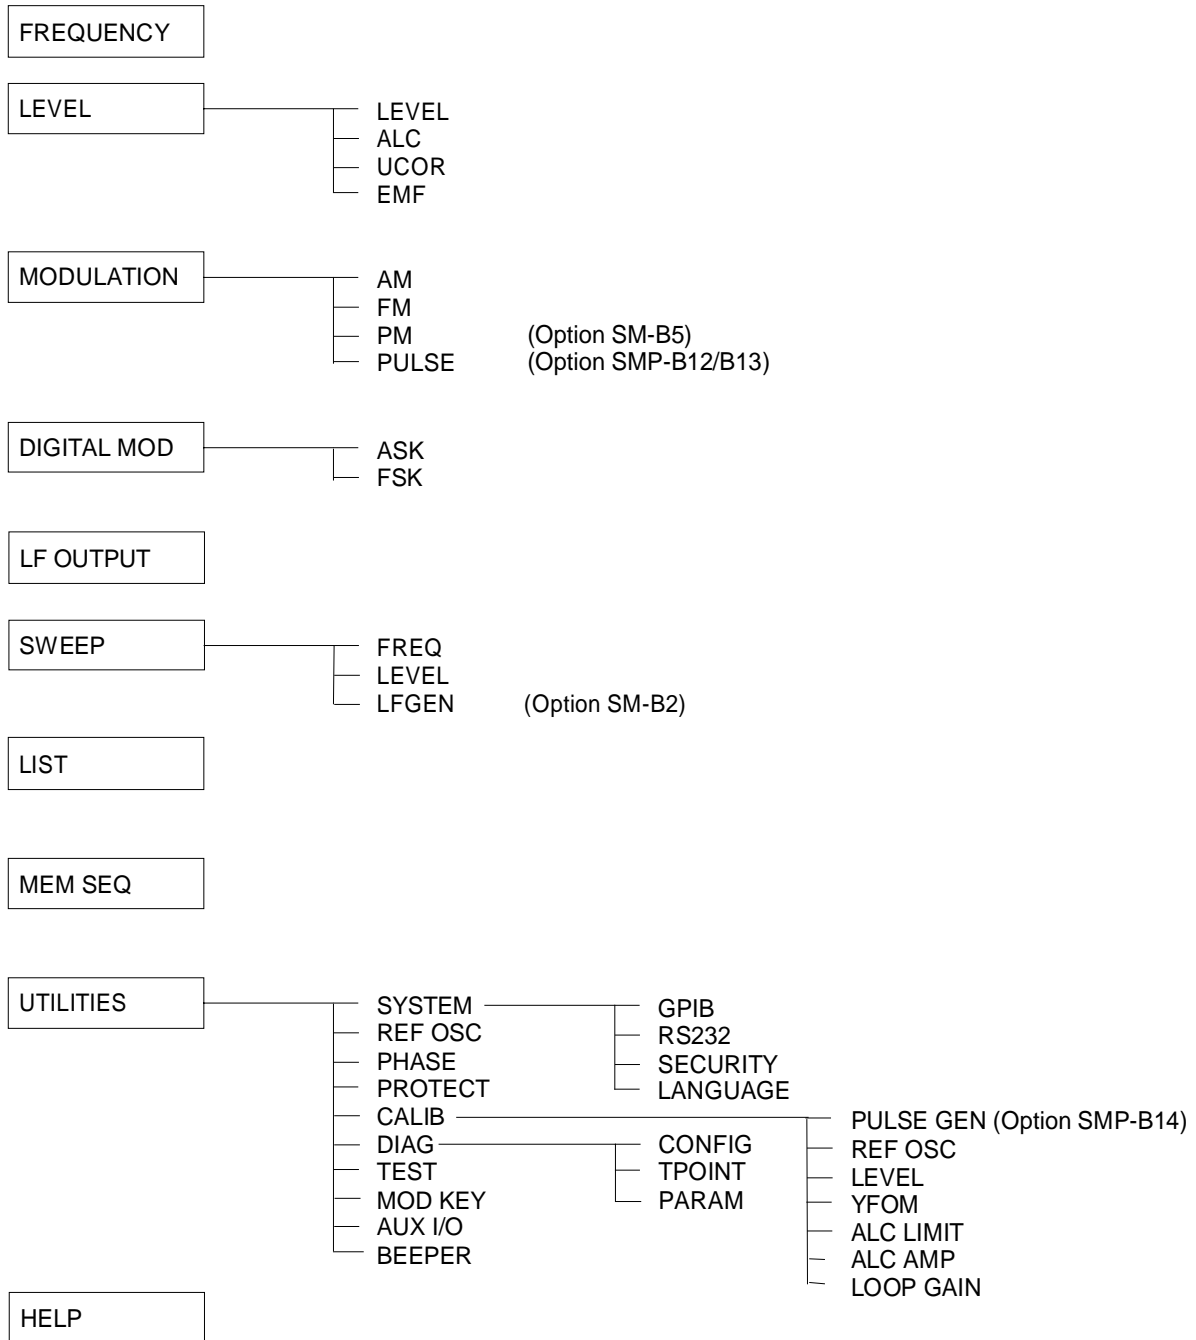 FREQUENCY
LEVEL
LEVEL
ALC
UCOR
EMF
MODULATION
AM
FM
PM (Option SM-B5)
PULSE (Option SMP-B12/B13)
DIGITAL MOD
ASK
FSK
LF OUTPUT
SWEEP
FREQ
LEVEL
LFGEN (Option SM-B2)
LIST
MEM SEQ
UTILITIES
SYSTEM
REF OSC
PHASE
PROTECT
CALIB
DIAG
TEST
MOD KEY
AUX I/O
BEEPER
GPIB
RS232
SECURITY
LANGUAGE
CONFIG
TPOINT
PARAM
PULSE GEN (Option SMP-B14)
REF OSC
LEVEL
YFOM
ALC LIMIT
ALC AMP
LOOP GAIN
HELP